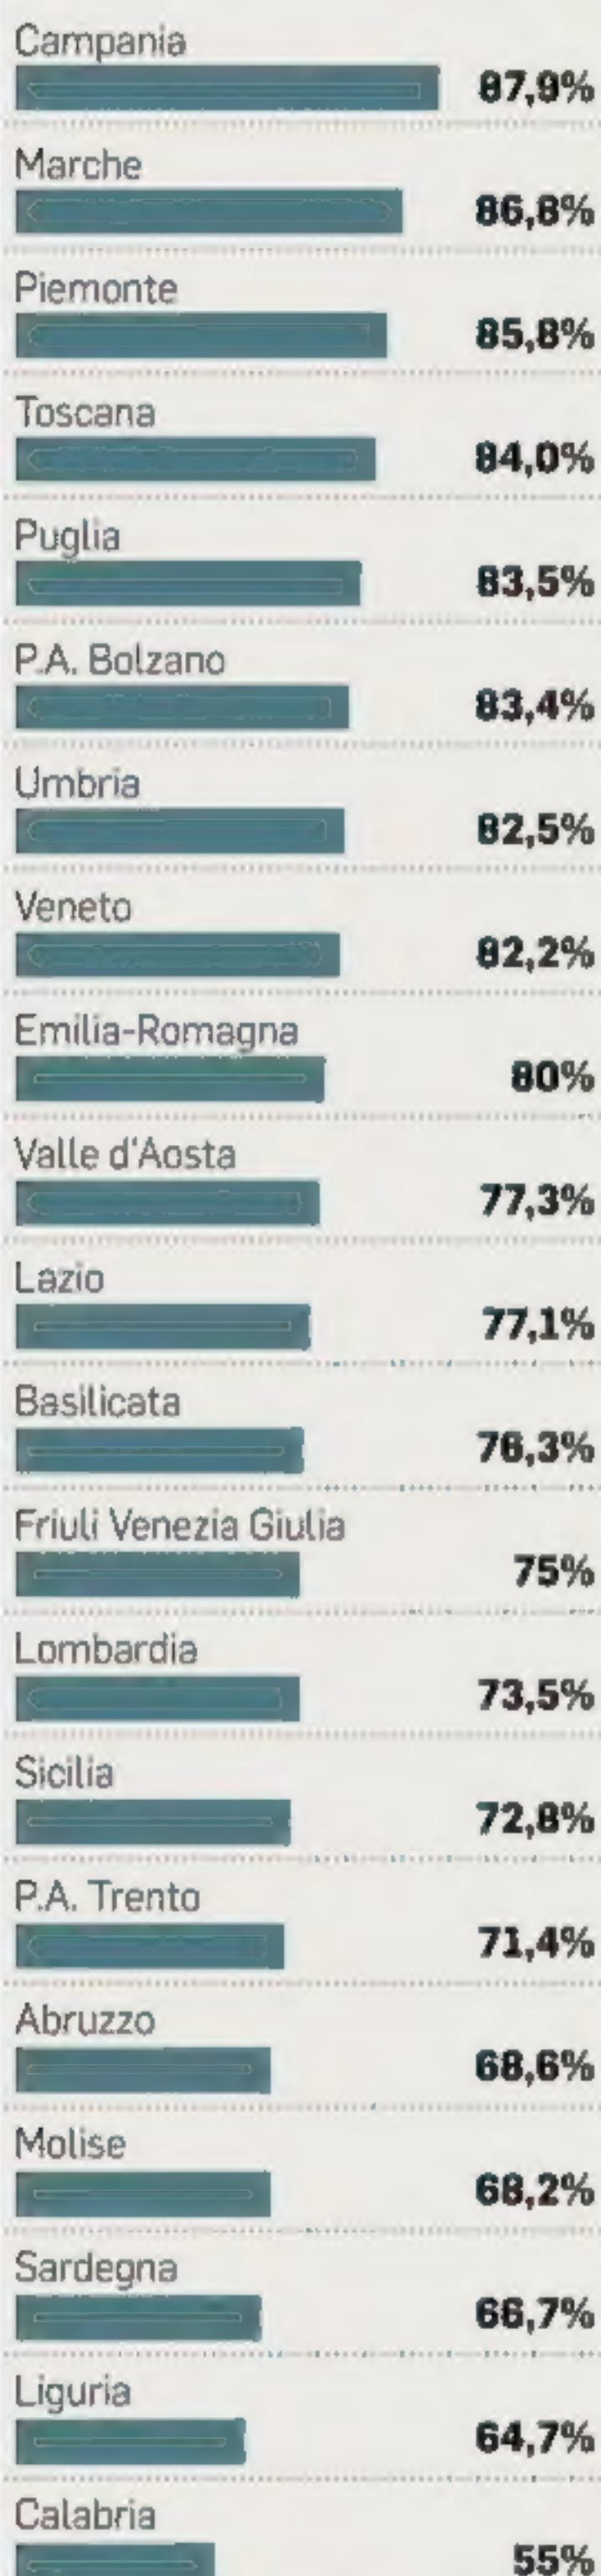 Campania
87,9%
Marche
86,8%
Piemonte
85,8%
Toscana
84,0%
Puglia
83,5%
P.A. Bolzano
83,4%
Umbria
82,5%
Veneto
82,2%
Emilia-Romagna
80%
Valle d'Aosta
77,3%
Lazio
77,1%
Basilicata
76,3%
Friuli Venezia Giulia
75%
Lombardia
73,5%
Sicilia
72,8%
P.A. Trento
71,4%
Abruzzo
68,6%
Molise
68,2%
Sardegna
66,7%
Liguria
64,7%
Calabria
55%